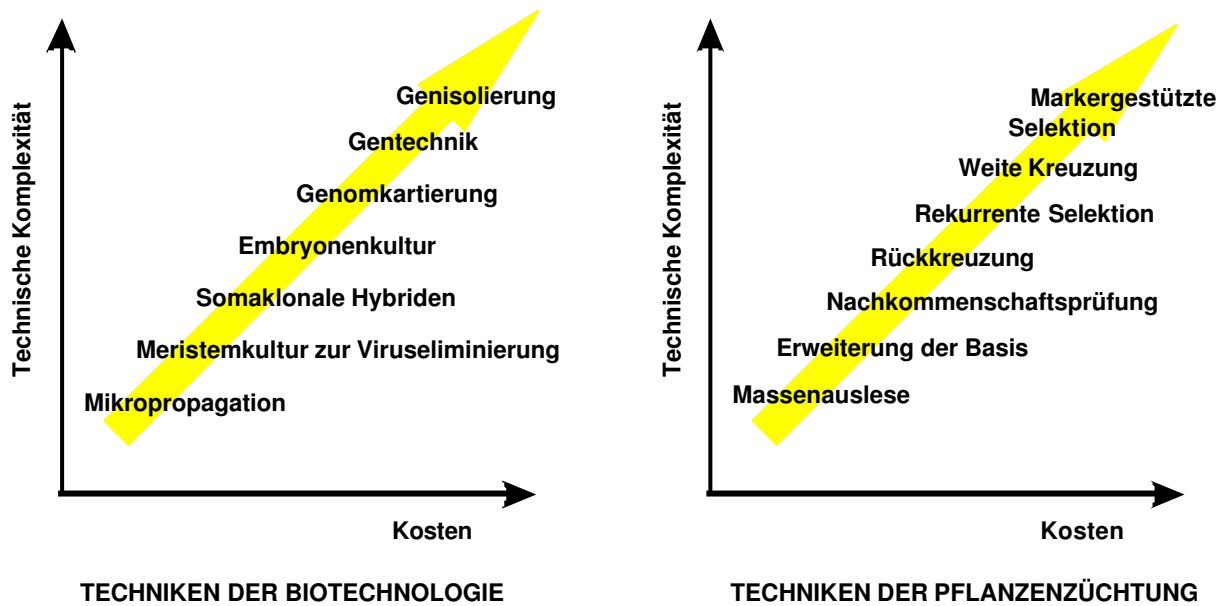 Technische Komplexität
Genisolierung
Gentechnik
Genomkartierung
Embryonenkultur
Somaklonale Hybriden
Meristemkultur zur Viruseliminierung
Mikropropagation
Kosten
TECHNIKEN DER BIOTECHNOLOGIE
Technische Komplexität
Markergestützte
Selektion
Weite Kreuzung
Rekurrente Selektion
Rückkreuzung
Nachkommenschaftsprüfung
Erweiterung der Basis
Massenauslese
Kosten
TECHNIKEN DER PFLANZENZÜCHTUNG